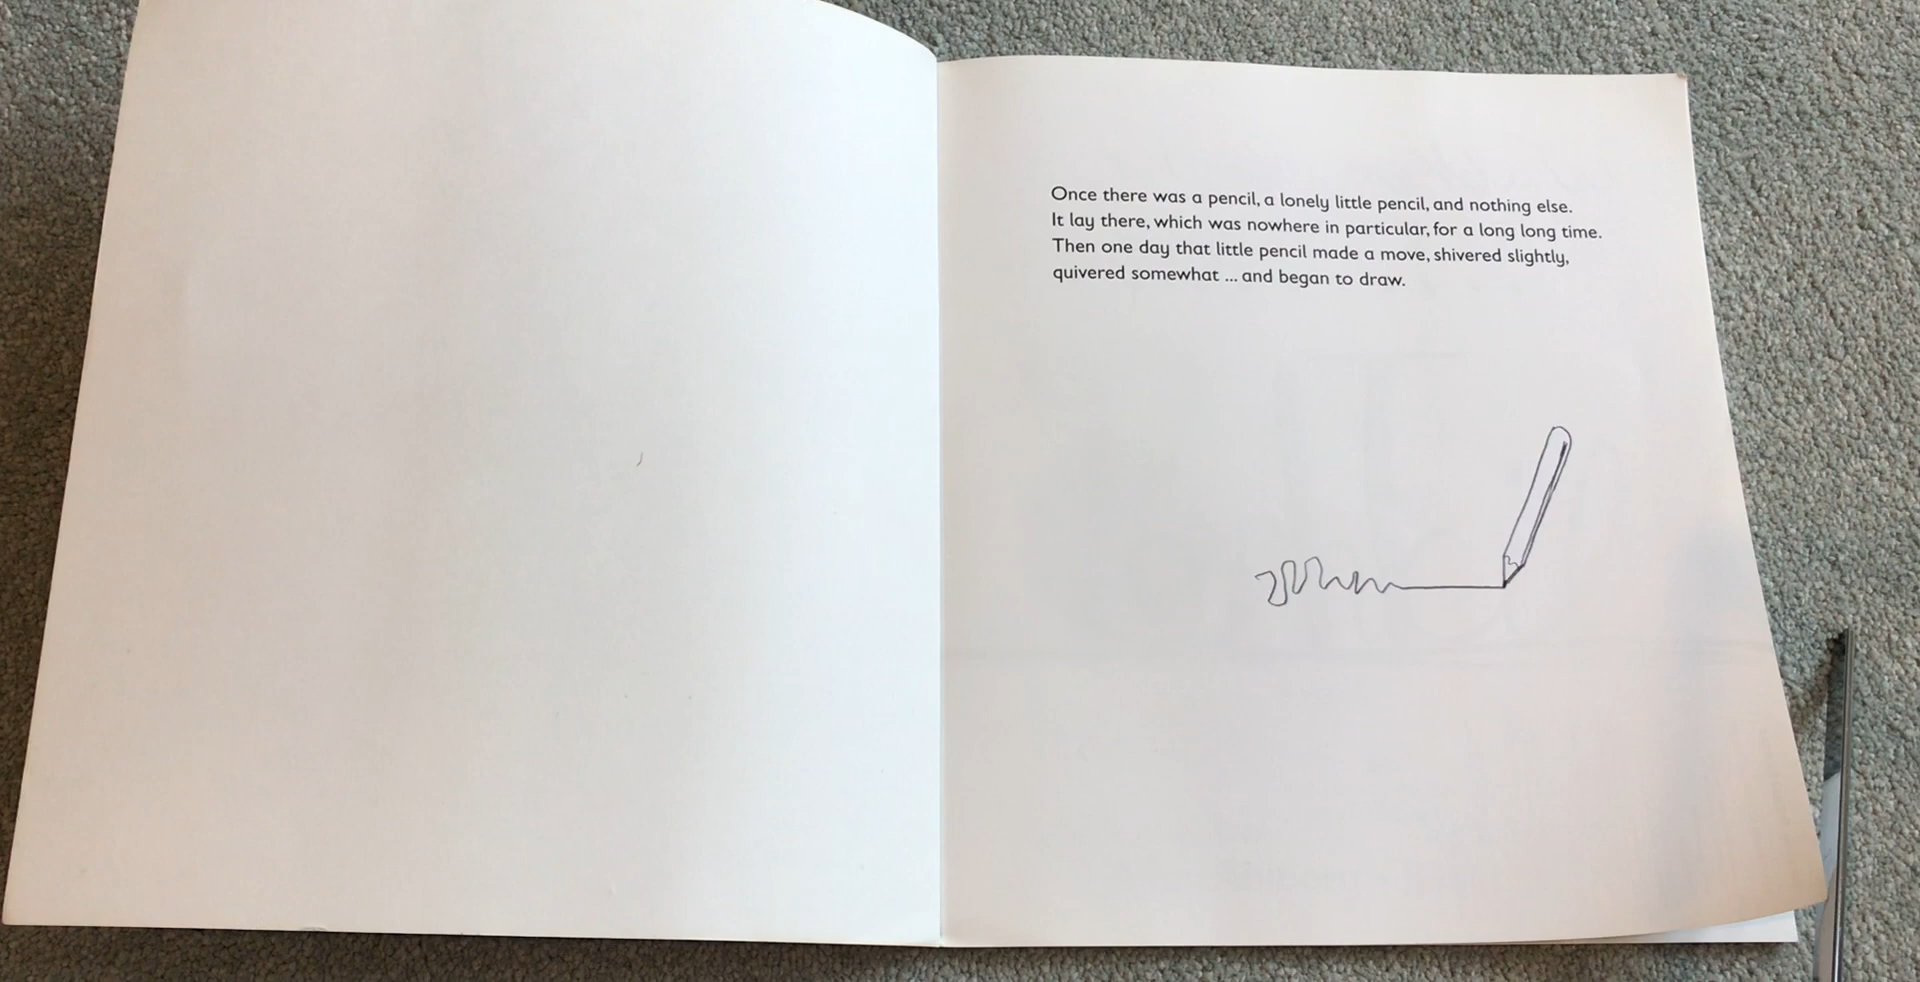 Once there was a pencil, a lonely little pencil, and nothing else.
It lay there, which was nowhere in particular, for a long long time.
Then one day that little pencil made a move, shivered slightly,
quivered somewhat ... and began to draw.